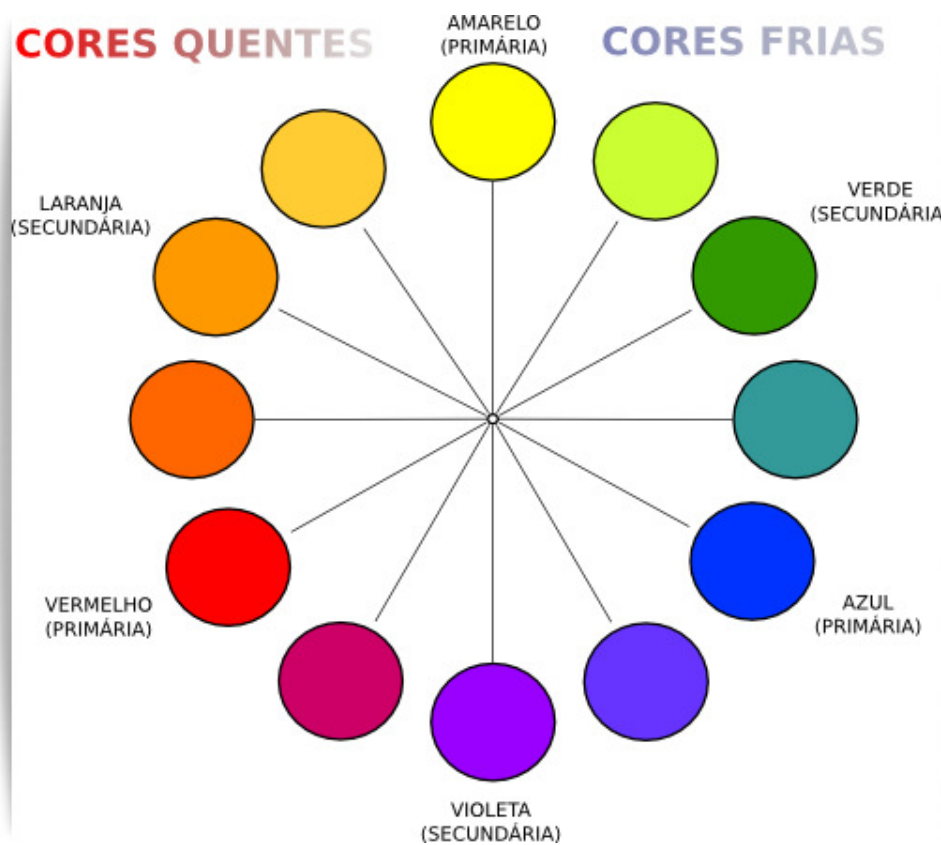 CORES QUENTES
AMARELO
(PRIMÁRIA)
CORES FRIAS
LARANJA
(SECUNDÁRIA)
VERDE
(SECUNDÁRIA
VERMELHO
(PRIMÁRIA)
AZUL
(PRIMÁRIA)
VIOLETA
(SECUNDÁRIA)